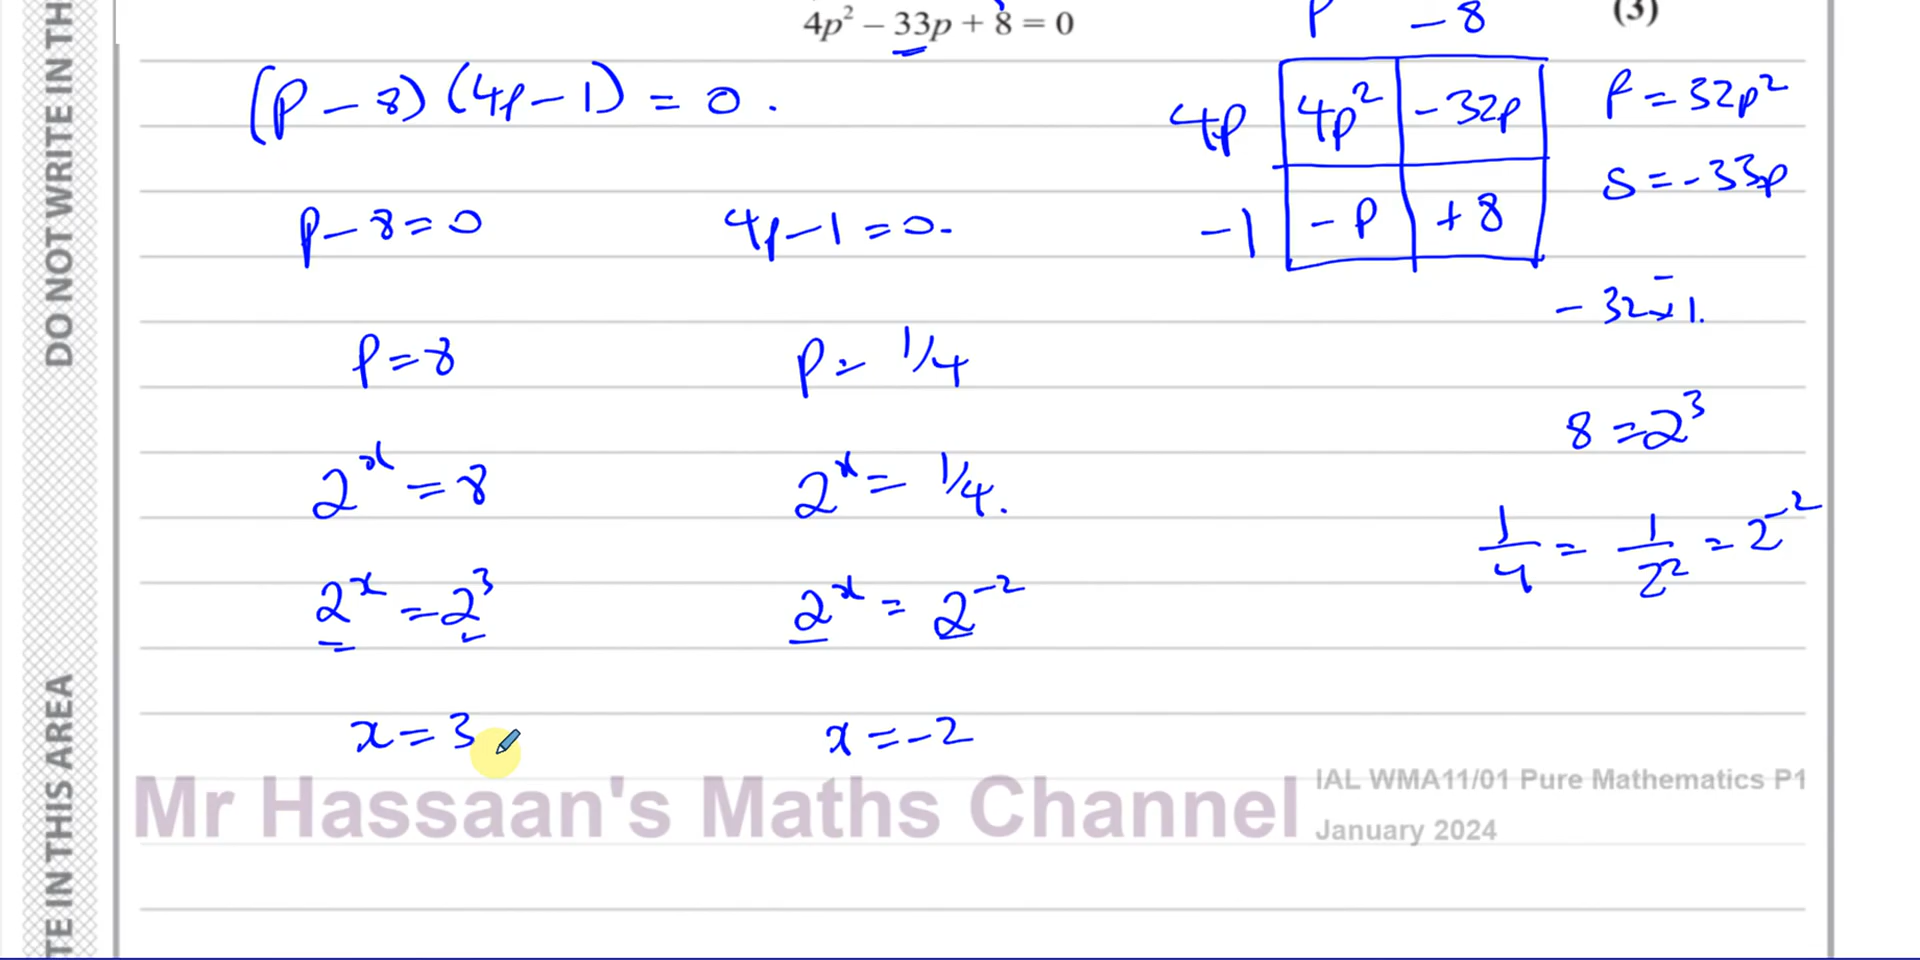 4p² − 33p + 8 = 0
(3)
P − 8
(P − 8) (4p − 1) = 0 .
4p 4p² − 32p
− 1 − P + 8
P = 32p²
S = − 33p
− 32 − 1.
P − 8 = 0 4p − 1 = 0.
P = 8 P = 1/4
8 = 2³
2ˣ = 8 2ˣ = 1/4.
1/4 = 1/2² = 2⁻²
2ˣ = 2³ 2ˣ = 2⁻²
x = 3 x = −2
Mr Hassaan's Maths Channel
IAL WMA11/01 Pure Mathematics P1
January 2024
DO NOT WRITE IN TH
TE IN THIS AREA